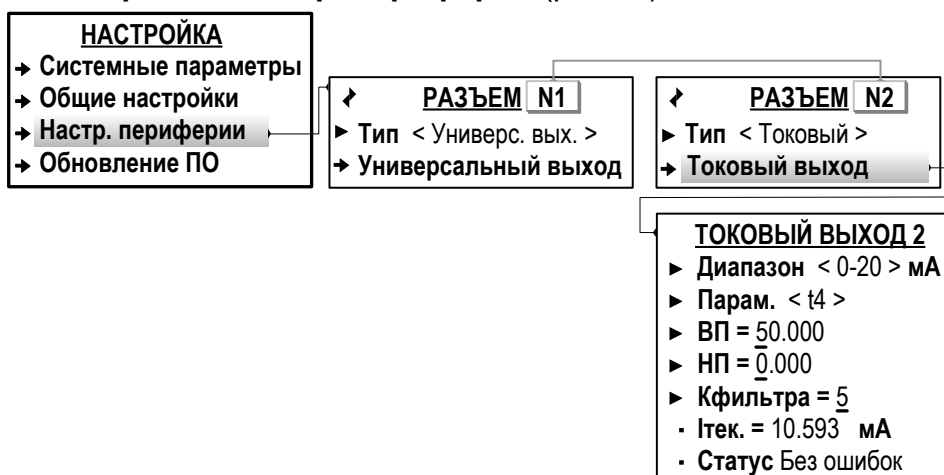 НАСТРОЙКА
Системные параметры
Общие настройки
Настр. периферии
Обновление ПО
РАЗЪЕМ N1
Тип < Универс. вых. >
Универсальный выход
РАЗЪЕМ N2
Тип < Токовый >
Токовый выход
ТОКОВЫЙ ВЫХОД 2
Диапазон < 0-20 > мА
Парам. < t4 >
ВП = 50.000
НП = 0.000
Кфильтра = 5
Iтек. = 10.593 мА
Статус Без ошибок